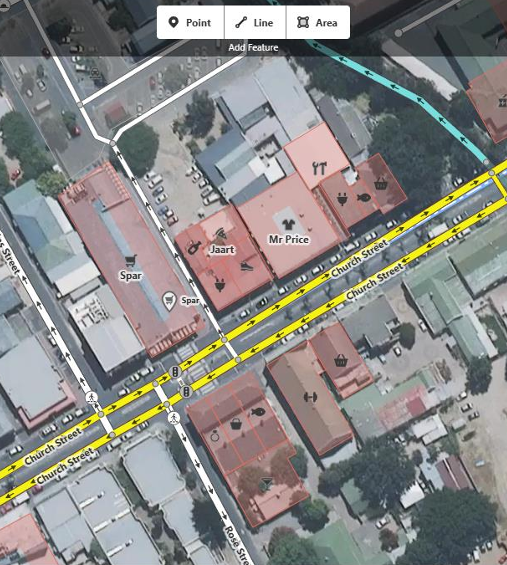 Point
Line
Area
Add Feature
Street
Jaart
Mr Price
Church Street
Church Street
Spar
Spar
Church Street
Church Street
Rose Stre